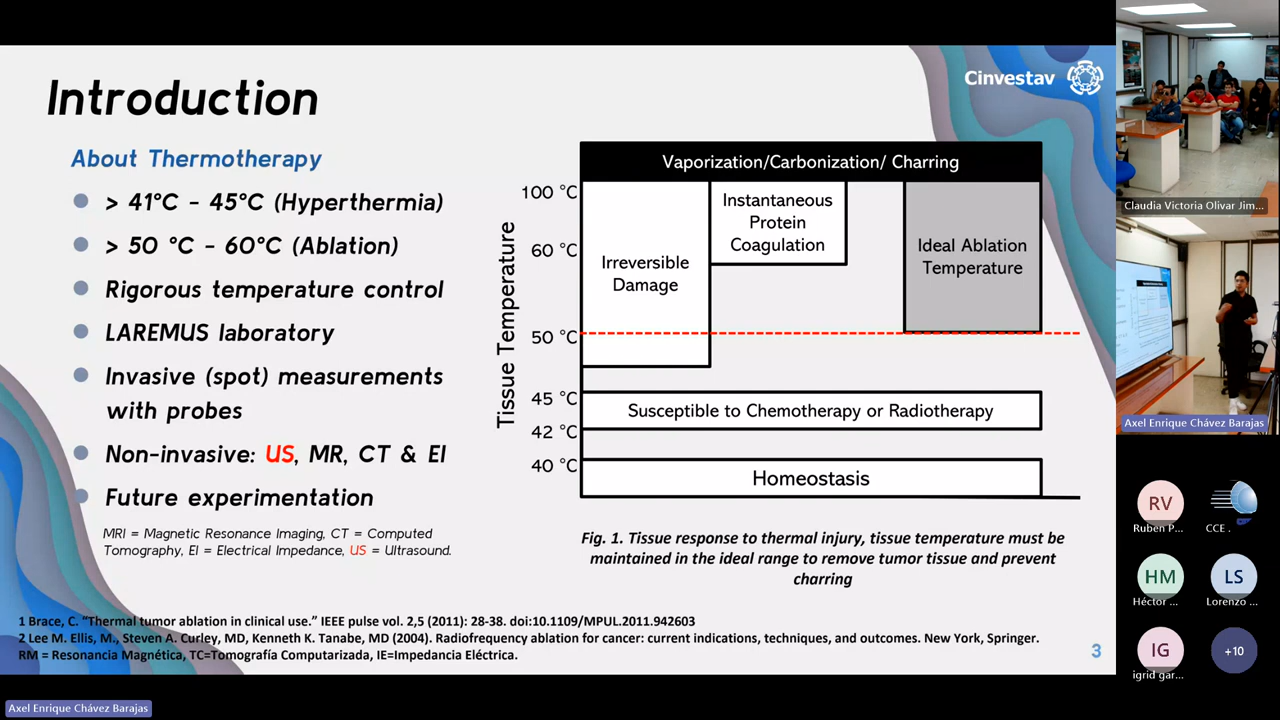 Introduction
Cinvestav
About Thermotherapy
> 41°C - 45°C (Hyperthermia)
> 50 °C - 60°C (Ablation)
Rigorous temperature control
LAREMUS laboratory
Invasive (spot) measurements
with probes
Non-invasive: US, MR, CT & EI
Future experimentation
MRI = Magnetic Resonance Imaging, CT = Computed
Tomography, EI = Electrical Impedance, US = Ultrasound.
Tissue Temperature
100 °C
60 °C
50 °C
45 °C
42 °C
40 °C
Vaporization/Carbonization/ Charring
Irreversible
Damage
Instantaneous
Protein
Coagulation
Ideal Ablation
Temperature
Susceptible to Chemotherapy or Radiotherapy
Homeostasis
Fig. 1. Tissue response to thermal injury, tissue temperature must be
maintained in the ideal range to remove tumor tissue and prevent
charring
1 Brace, C. “Thermal tumor ablation in clinical use.” IEEE pulse vol. 2,5 (2011): 28-38. doi:10.1109/MPUL.2011.942603
2 Lee M. Ellis, M., Steven A. Curley, MD, Kenneth K. Tanabe, MD (2004). Radiofrequency ablation for cancer: current indications, techniques, and outcomes. New York, Springer.
RM = Resonancia Magnética, TC=Tomografía Computarizada, IE=Impedancia Eléctrica.
3
Axel Enrique Chávez Barajas
Claudia Victoria Olivar Jim...
Axel Enrique Chávez Barajas
RV
Ruben P...
CCE .
HM
Héctor ...
LS
Lorenzo ...
IG
igrid gar...
+10